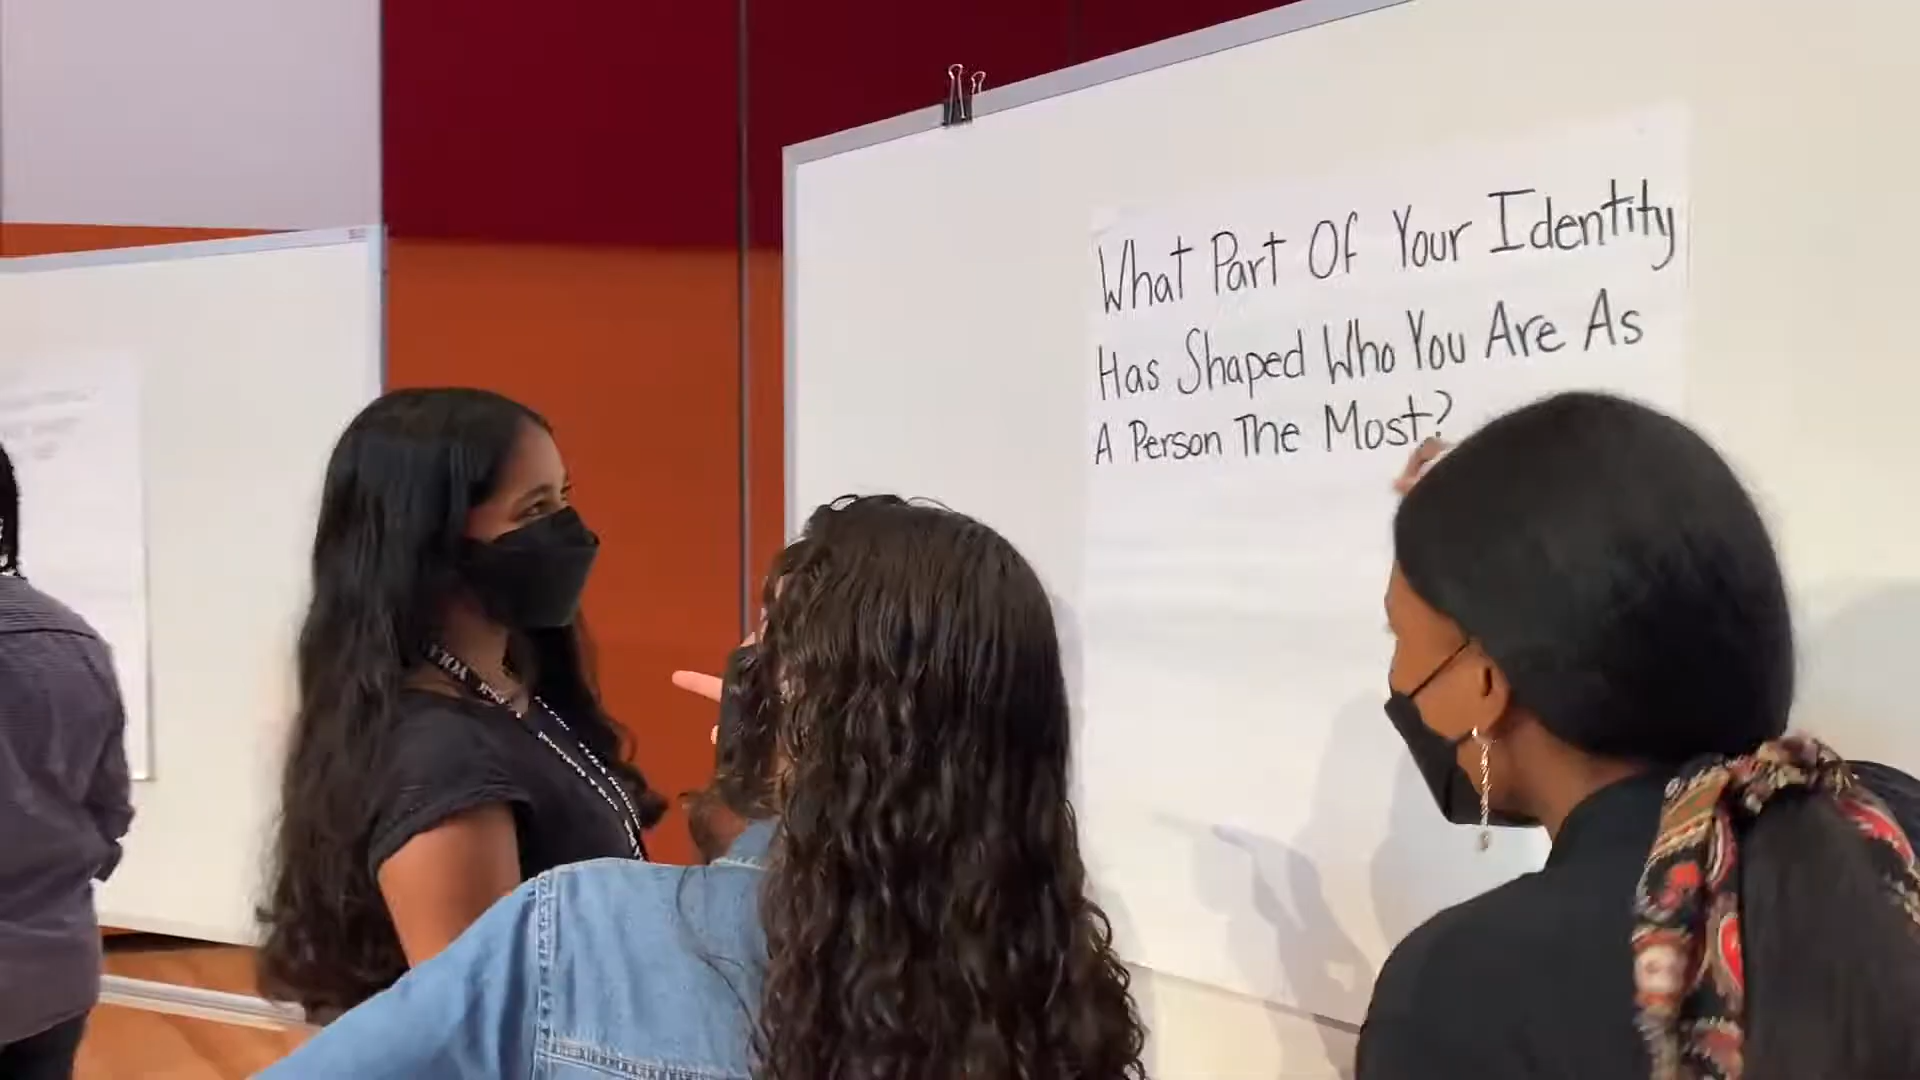 What Part Of Your Identity
Has Shaped Who You Are As
A Person The Most?